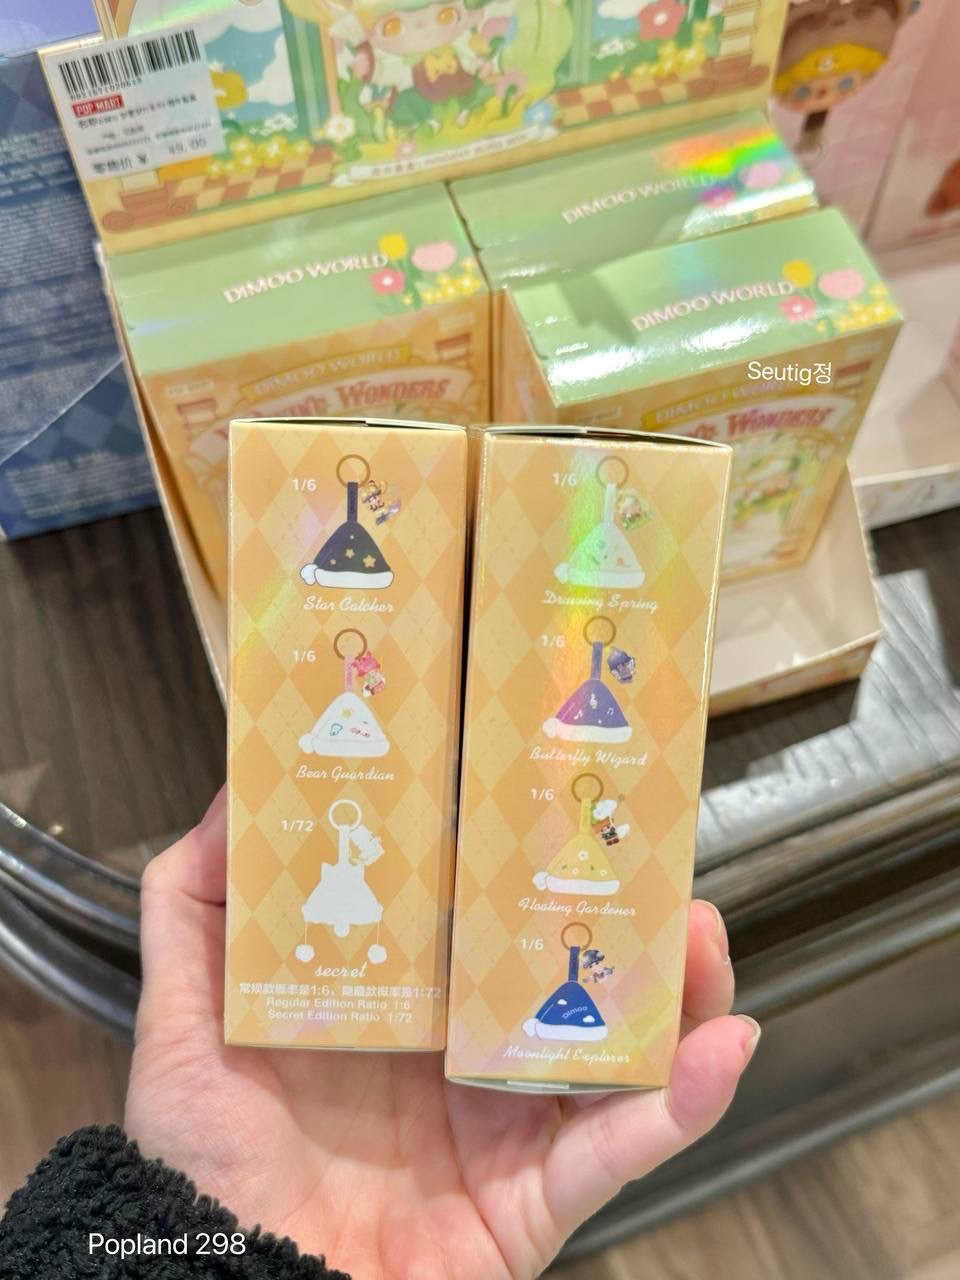 POP MART
零售价 ¥ 89.00
DIMOO WORLD
DIMOO WORLD
DIMOO WORLD
Seutig정
DIMOO WORLD
WONDERS
DIMOO WORLD
WONDERS
1/6
Star Catcher
1/6
Bear Guardian
1/72
secret
常规款概率是1:6、隐藏款概率是1:72
Regular Edition Ratio 1:6
Secret Edition Ratio 1:72
1/6
Drawing Spring
1/6
Butterfly Wizard
1/6
Floating Gardener
1/6
Dimoo
Moonlight Explorer
Popland 298